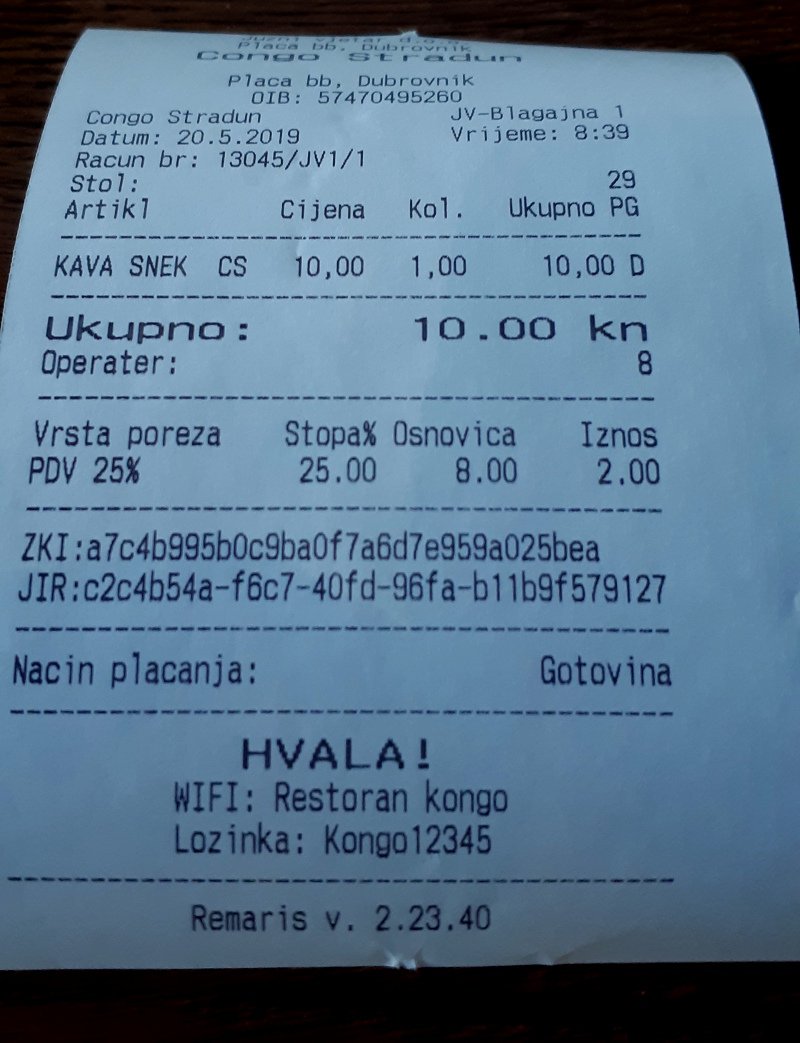 Juzni vjetar d.o.o.
Placa bb, Dubrovnik
Congo Stradun
Placa bb, Dubrovnik
OIB: 57470495260
Congo Stradun JV-Blagajna 1
Datum: 20.5.2019 Vrijeme: 8:39
Racun br: 13045/JV1/1
Stol: 29
Artikl Cijena Kol. Ukupno PG
KAVA SNEK CS 10,00 1,00 10,00 D
Ukupno: 10.00 kn
Operater: 8
Vrsta poreza Stopa% Osnovica Iznos
PDV 25% 25.00 8.00 2.00
ZKI:a7c4b995b0c9ba0f7a6d7e959a025bea
JIR:c2c4b54a-f6c7-40fd-96fa-b11b9f579127
Nacin placanja: Gotovina
HVALA!
WIFI: Restoran kongo
Lozinka: Kongo12345
Remaris v. 2.23.40